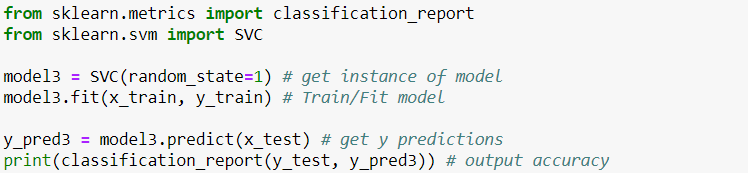 from sklearn.metrics import classification_report
from sklearn.svm import SVC
model3 = SVC(random_state=1) # get instance of model
model3.fit(x_train, y_train) # Train/Fit model
y_pred3 = model3.predict(x_test) # get y predictions
print(classification_report(y_test, y_pred3)) # output accuracy